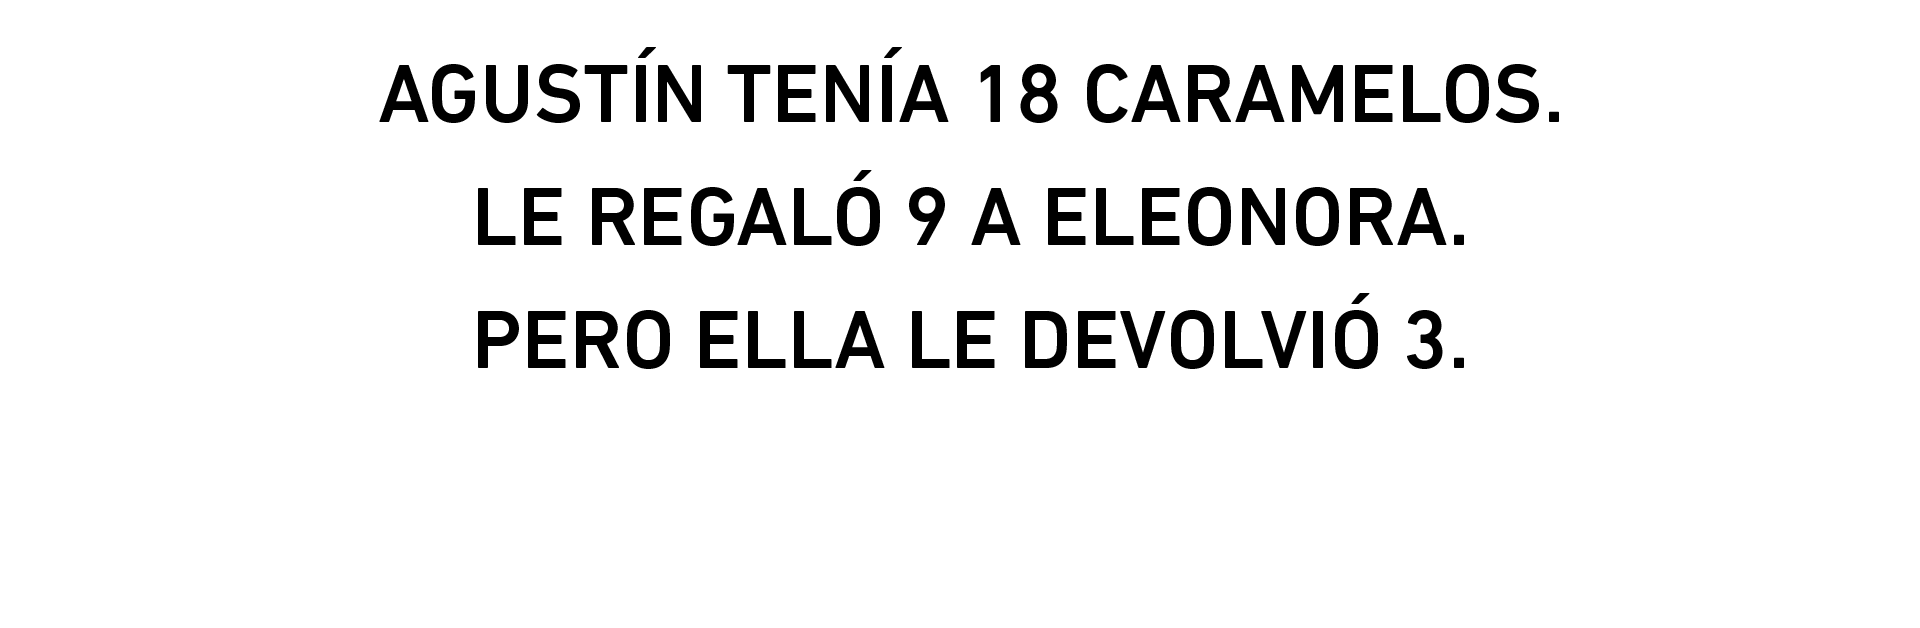 AGUSTÍN TENÍA 18 CARAMELOS.
LE REGALÓ 9 A ELEONORA.
PERO ELLA LE DEVOLVIÓ 3.